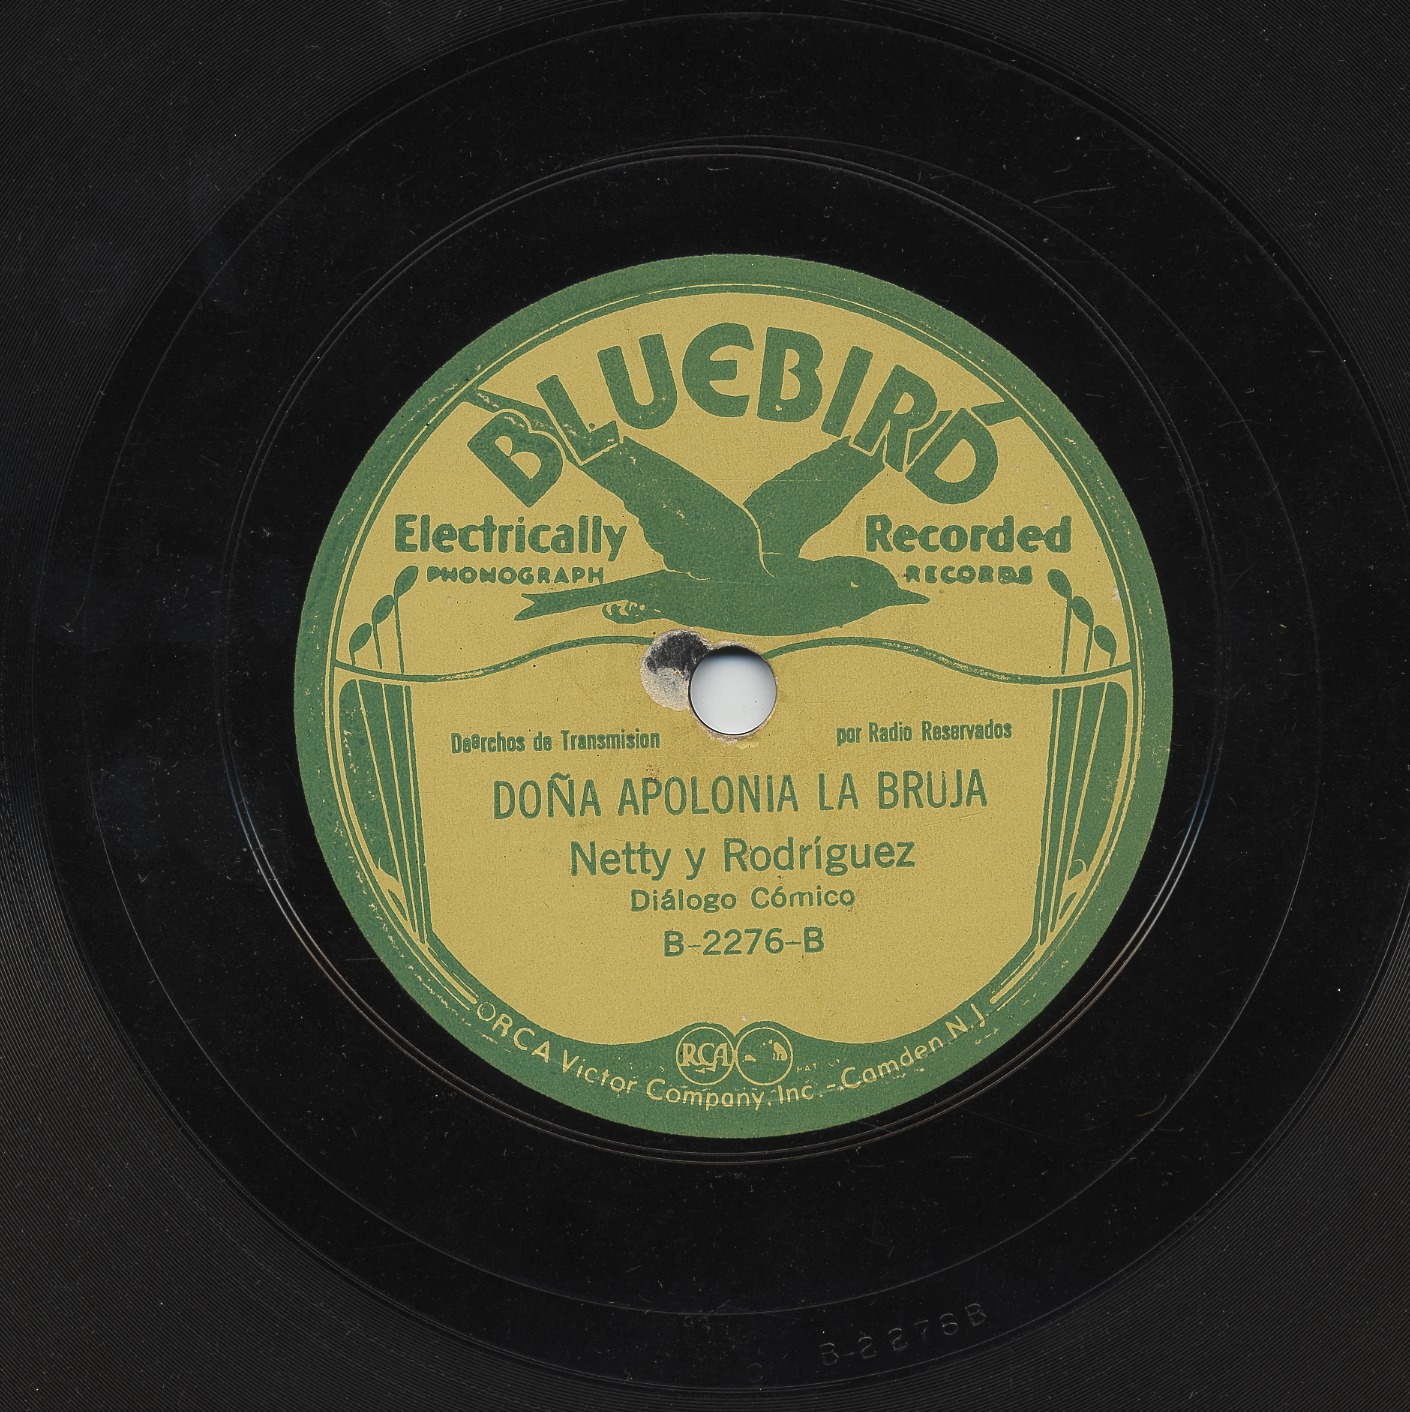 BLUEBIRD
Electrically Recorded
PHONOGRAPH RECORDS
Deørchos de Transmision por Radio Reservados
DOÑA APOLONIA LA BRUJA
Netty y Rodríguez
Diálogo Cómico
B-2276-B
RCA
RCA Victor Company, Inc.-Camden N.J.
B-2276B